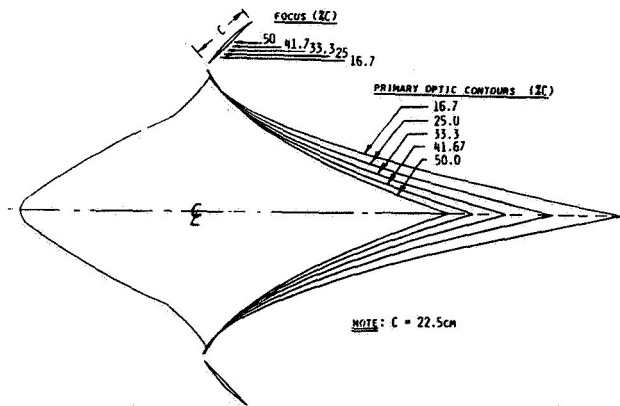 FOCUS (%C)
C
50
41.7
33.3
25
16.7
PRIMARY OPTIC CONTOURS (%C)
16.7
25.0
33.3
41.67
50.0
℄
NOTE: C = 22.5CM